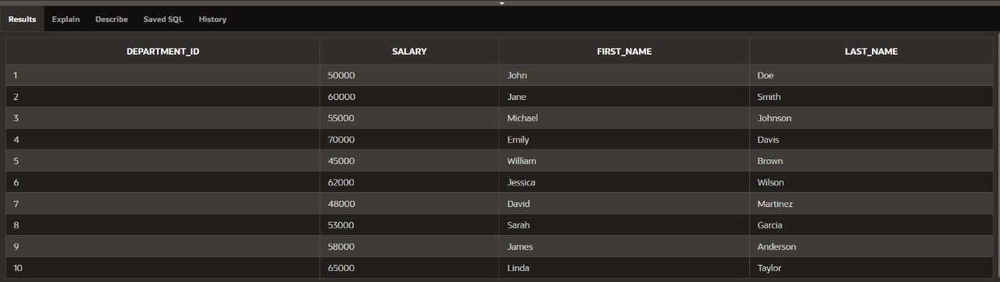 Results Explain Describe Saved SQL History
DEPARTMENT_ID SALARY FIRST_NAME LAST_NAME
1 50000 John Doe
2 60000 Jane Smith
3 55000 Michael Johnson
4 70000 Emily Davis
5 45000 William Brown
6 62000 Jessica Wilson
7 48000 David Martinez
8 53000 Sarah Garcia
9 58000 James Anderson
10 65000 Linda Taylor